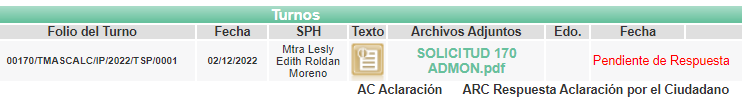 Turnos
Folio del Turno Fecha SPH Texto Archivos Adjuntos Edo. Fecha
00170/TMASCALC/IP/2022/TSP/0001 02/12/2022 Mtra Lesly Edith Roldan Moreno SOLICITUD 170 ADMON.pdf Pendiente de Respuesta
AC Aclaración ARC Respuesta Aclaración por el Ciudadano